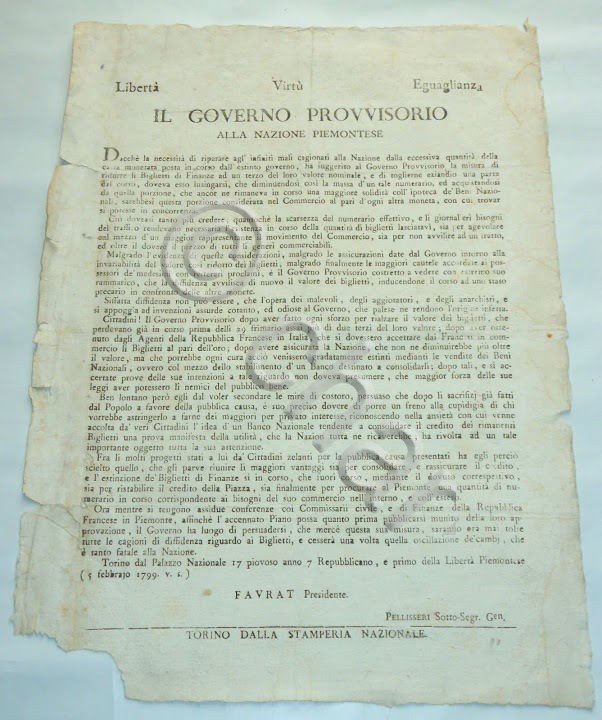 Libertà Virtù Eguaglianza
IL GOVERNO PROVVISORIO
ALLA NAZIONE PIEMONTESE
Dacchè la necessità di riparare agl' infiniti mali cagionati alla Nazione dalla eccessiva quantità della
carta monetata posta in corso dall'estinto governo, ha suggerito al Governo Provvisorio la misura di
ridurre li Biglietti di Finanze ad un terzo del loro valore nominale, e di toglierne eziandio una parte
dal corso, doveva esso lusingarsi, che diminuendosi così la massa d'un tale numerario, ed acquistandosi
da quella porzione, che ancor ne rimaneva in corso una maggiore solidità coll' ipoteca de' Beni Nazio-
nali, sarebbesi questa porzione considerata nel Commercio al pari d'ogni altra moneta, con cui trovar
si potesse in concorrenza.
Ciò dovevasi tanto più credere, quantochè la scarsezza del numerario effettivo, e li giornalieri bisogni
del traffico rendevano necessaria l'esistenza in corso della quantità di biglietti lasciatavi, sia per agevolare
col mezzo d'un segno rappresentante il movimento del Commercio, sia per non avvilire ad un tratto,
ed oltre il dovere il prezzo di tutti li generi commerciabili.
Malgrado l'evidenza di queste considerazioni, malgrado le assicurazioni date dal Governo intorno alla
invariabilità del valore così ridotto dei biglietti, malgrado finalmente le maggiori cautele accordate ai pos-
sessori de' medesimi con successivi proclami, è il Governo Provvisorio costretto a vedere con estremo suo
rammarico, che la diffidenza avvilisca di nuovo il valore dei biglietti, inducendone il corso ad uno stato
precario in confronto delle altre monete.
Siffatta diffidenza non può essere, che l'opera dei malevoli, degli aggiotatori, e degli anarchisti, e
si appoggia ad invenzioni assurde cotanto, ed odiose al Governo, che palese ne rendono l'origine infetta.
Cittadini! Il Governo Provvisorio dopo aver fatto ogni sforzo per rialzare il valore dei biglietti, che
perdevano già in corso prima delli 29 frimario più di due terzi del loro valore; dopo aver otte-
nuto dagli Agenti della Repubblica Francese in Italia, che si dovessero accettare dai Francesi in com-
mercio li Biglietti al pari dell'oro; dopo avere assicurata la Nazione, che non ne diminuirebbe più oltre
il valore, ma che porrebbe ogni cura acciò venissero gradatamente estinti mediante le vendite dei Beni
Nazionali, ovvero col mezzo dello stabilimento d'un Banco destinato a consolidarli; dopo tali, e sì ac-
certate prove delle sue intenzioni a tale riguardo non doveva presumere, che maggior forza delle sue
leggi aver potessero li nemici del pubblico bene.
Ben lontano però egli dal voler secondare le mire di costoro, persuaso che dopo li sacrifizj già fatti
dal Popolo a favore della pubblica causa, è suo preciso dovere di porre un freno alla cupidigia di chi
vorrebbe astringerlo a farne dei maggiori per privato interesse, riconoscendo nella ansietà con cui venne
accolta da' veri Cittadini l'idea d'un Banco Nazionale tendente a consolidare il credito dei rimanenti
Biglietti una prova manifesta della utilità, che la Nazion tutta ne ricaverebbe, ha rivolta ad un tale
importante oggetto tutta la sua attenzione.
Fra li molti progetti stati a lui da' Cittadini zelanti per la pubblica causa presentati ha egli perciò
scielto quello, che gli parve riunire li maggiori vantaggi sia per consolidare, e rassicurare il credito,
e l'estinzione de' Biglietti di Finanze sì in corso, che fuori corso, mediante il dovuto correspettivo,
sia per ristabilire il credito della Piazza, sia finalmente per procurare al Piemonte una quantità di nu-
merario in corso corrispondente ai bisogni del suo commercio nell'interno, e coll'estero.
Ora mentre si tengono assidue conferenze coi Commissarii civile, e di Finanze della Repubblica
Francese in Piemonte, affinchè l'accennato Piano possa quanto prima pubblicarsi munito della loro ap-
provazione, il Governo ha luogo di persuadersi, che mercè questa sua misura, saranno ora mai tolte
tutte le cagioni di diffidenza riguardo ai Biglietti, e cesserà una volta quella oscillazione de' cambj, che
è tanto fatale alla Nazione.
Torino dal Palazzo Nazionale 17 piovoso anno 7 Repubblicano, e primo della Libertà Piemontese
( 5 febbrajo 1799. v. s. )
FAVRAT Presidente.
PELLISSERI Sotto-Segr. Gen.
TORINO DALLA STAMPERIA NAZIONALE.